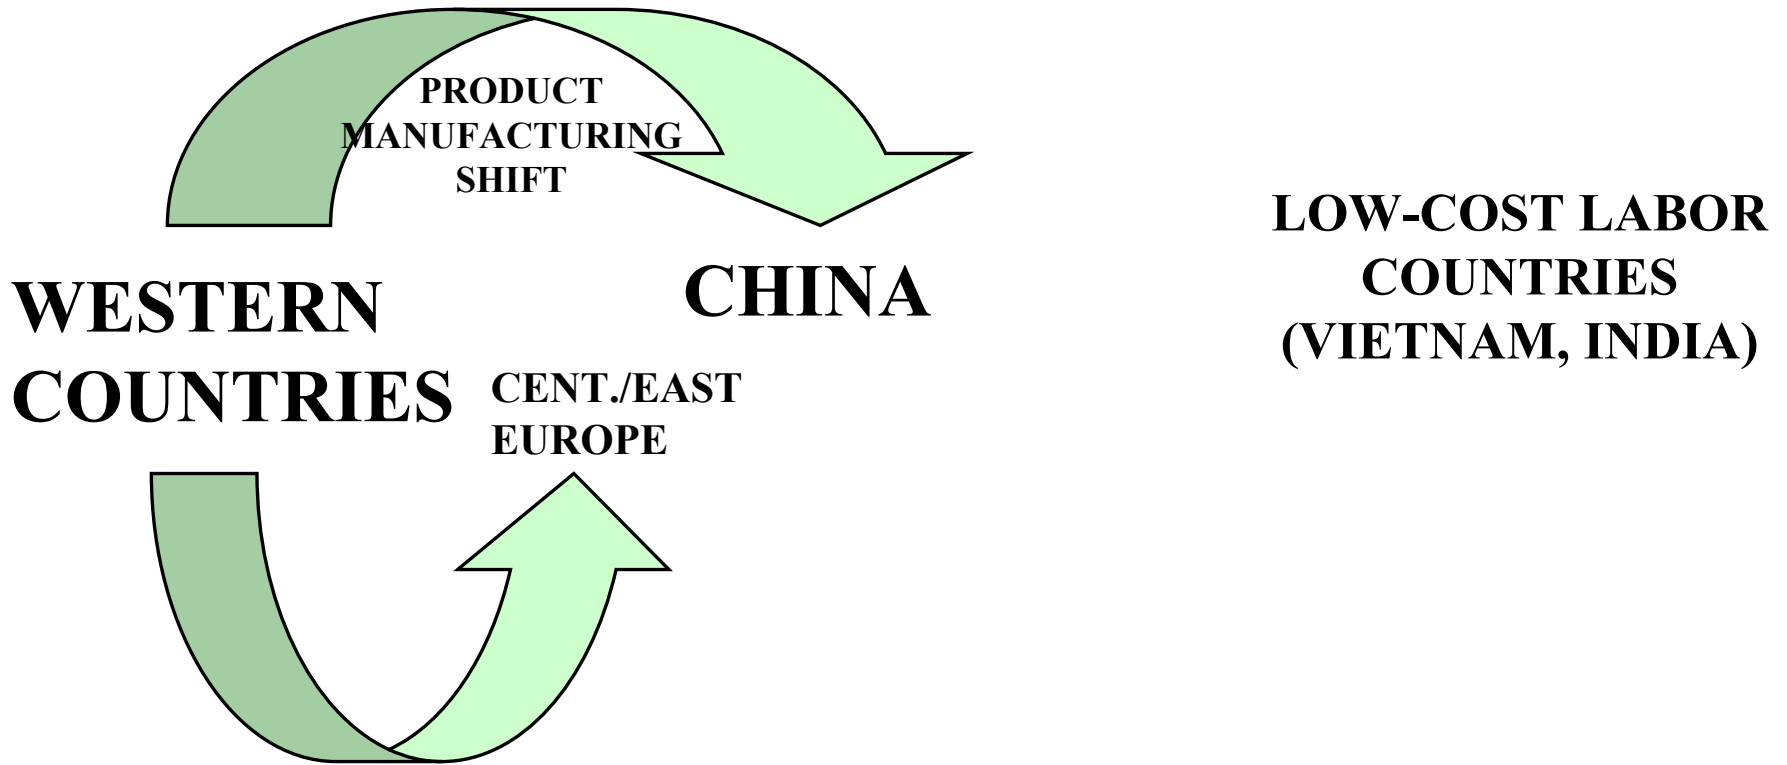 PRODUCT
MANUFACTURING
SHIFT
WESTERN
COUNTRIES
CHINA
CENT./EAST
EUROPE
LOW-COST LABOR
COUNTRIES
(VIETNAM, INDIA)